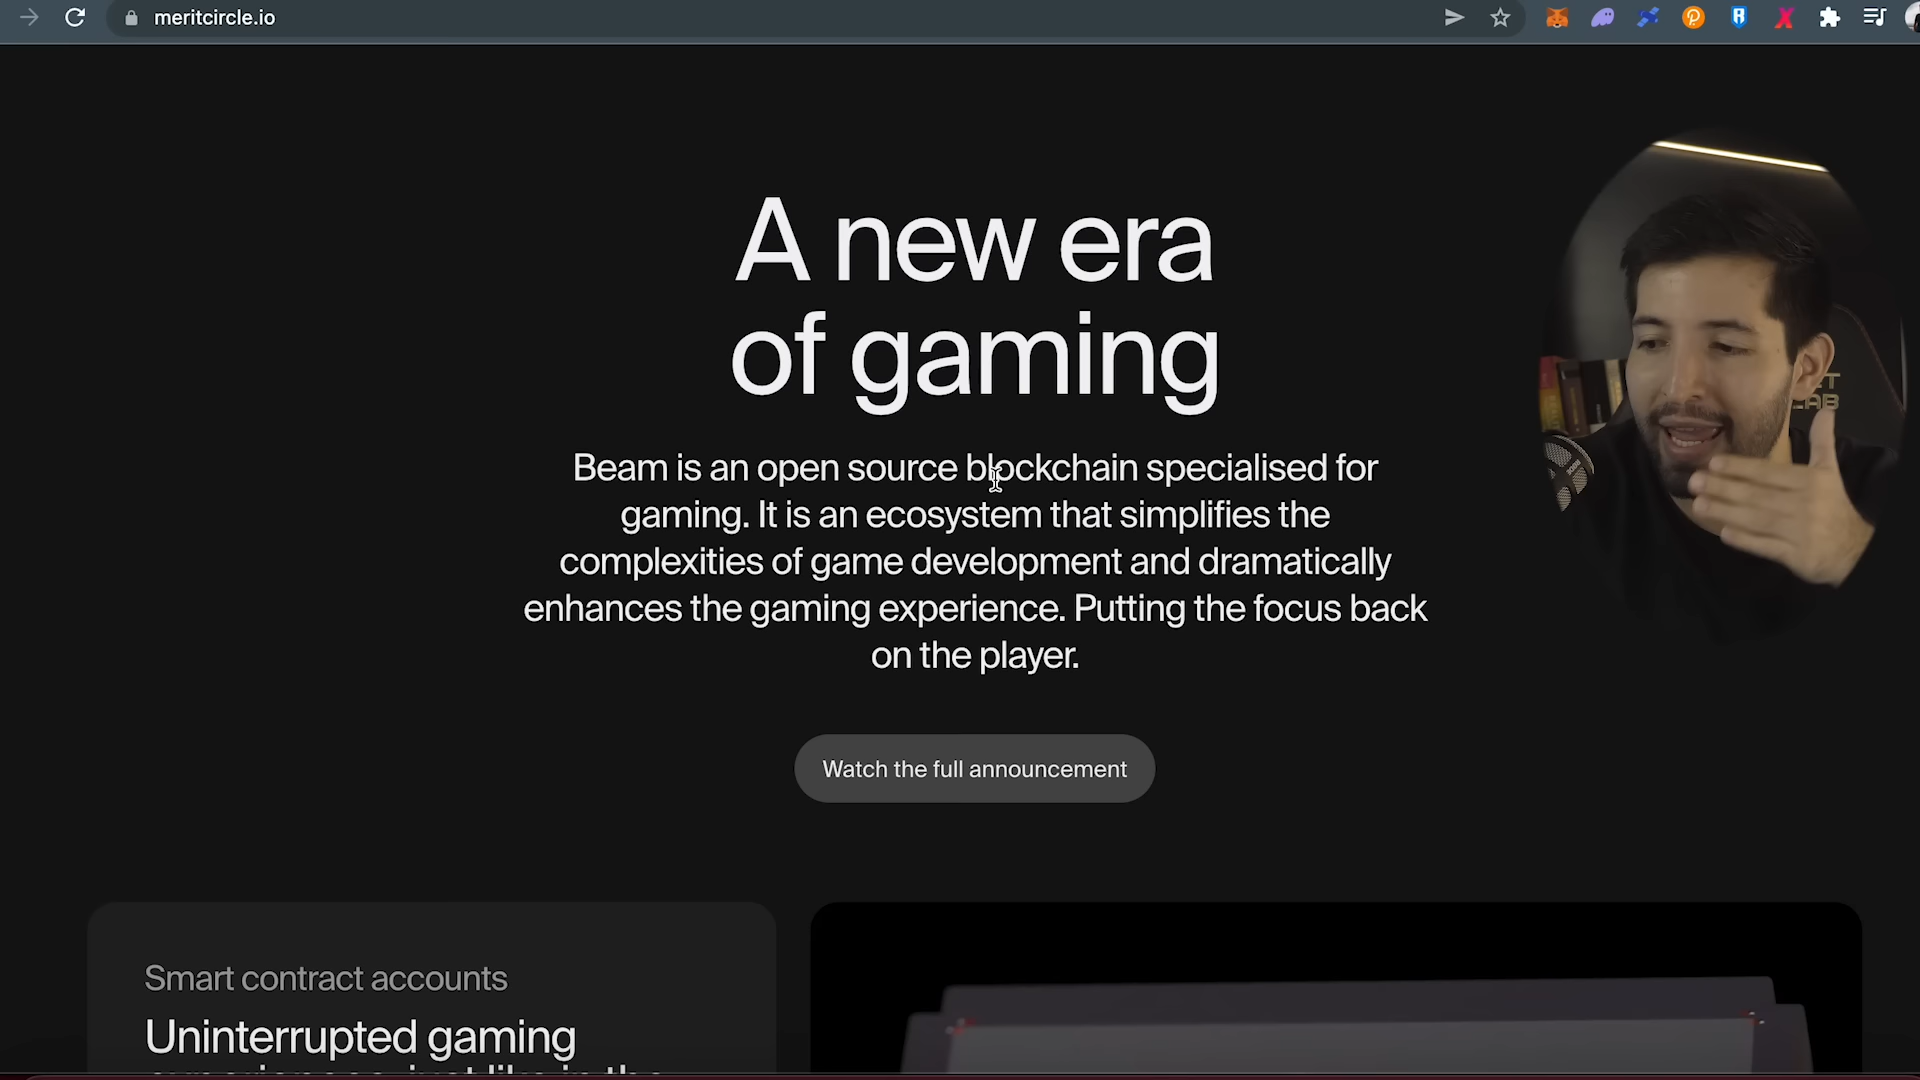 meritcircle.io
A new era
of gaming
Beam is an open source blockchain specialised for
gaming. It is an ecosystem that simplifies the
complexities of game development and dramatically
enhances the gaming experience. Putting the focus back
on the player.
Watch the full announcement
Smart contract accounts
Uninterrupted gaming